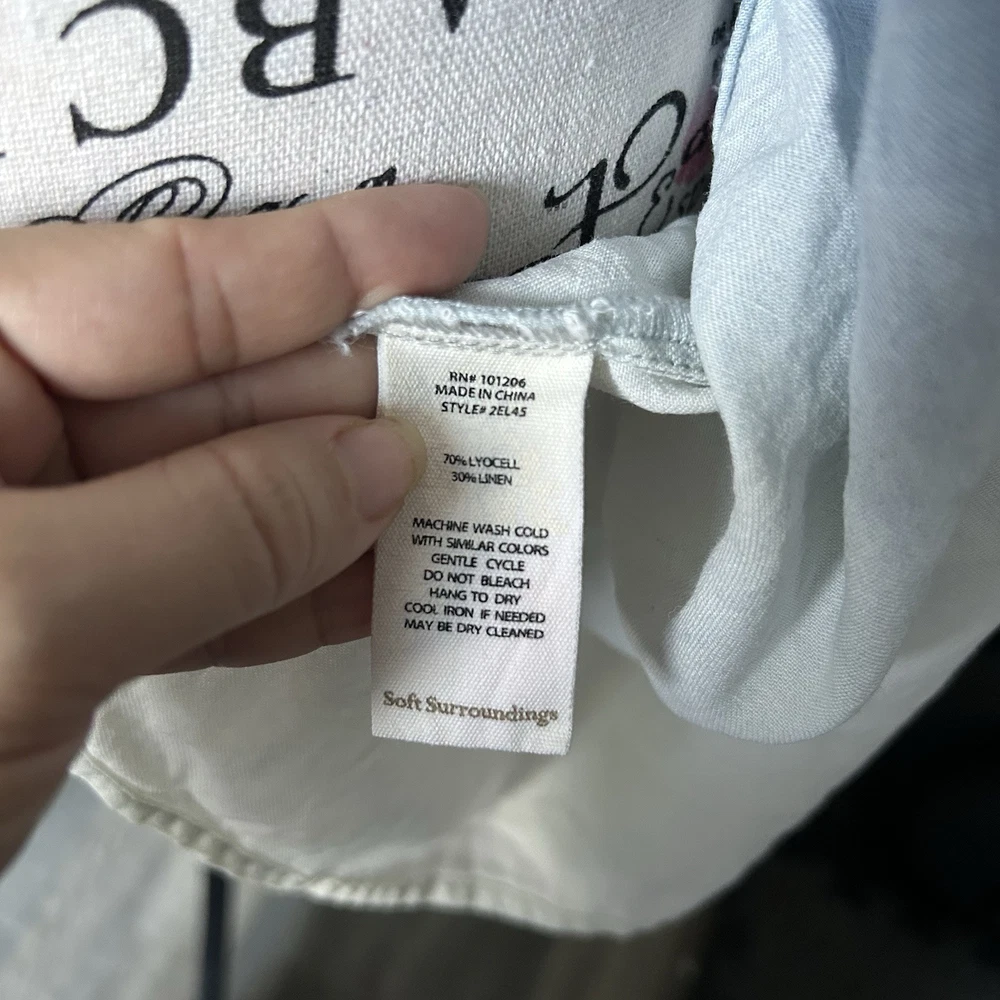 ABC
RN# 101206
MADE IN CHINA
STYLE# 2EL45
70% LYOCELL
30% LINEN
MACHINE WASH COLD
WITH SIMILAR COLORS
GENTLE CYCLE
DO NOT BLEACH
HANG TO DRY
COOL IRON IF NEEDED
MAY BE DRY CLEANED
Soft Surroundings